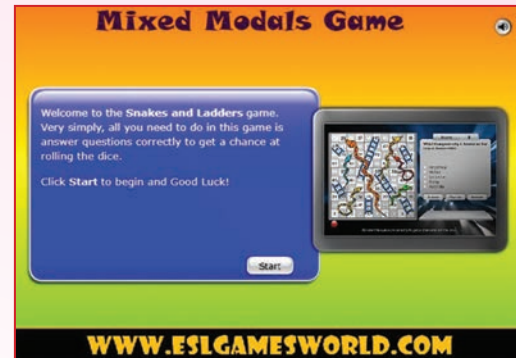 Mixed Modals Game
Welcome to the Snakes and Ladders game.
Very simply, all you need to do in this game is
answer questions correctly to get a chance at
rolling the dice.
Click Start to begin and Good Luck!
Start
WWW.ESLGAMESWORLD.COM